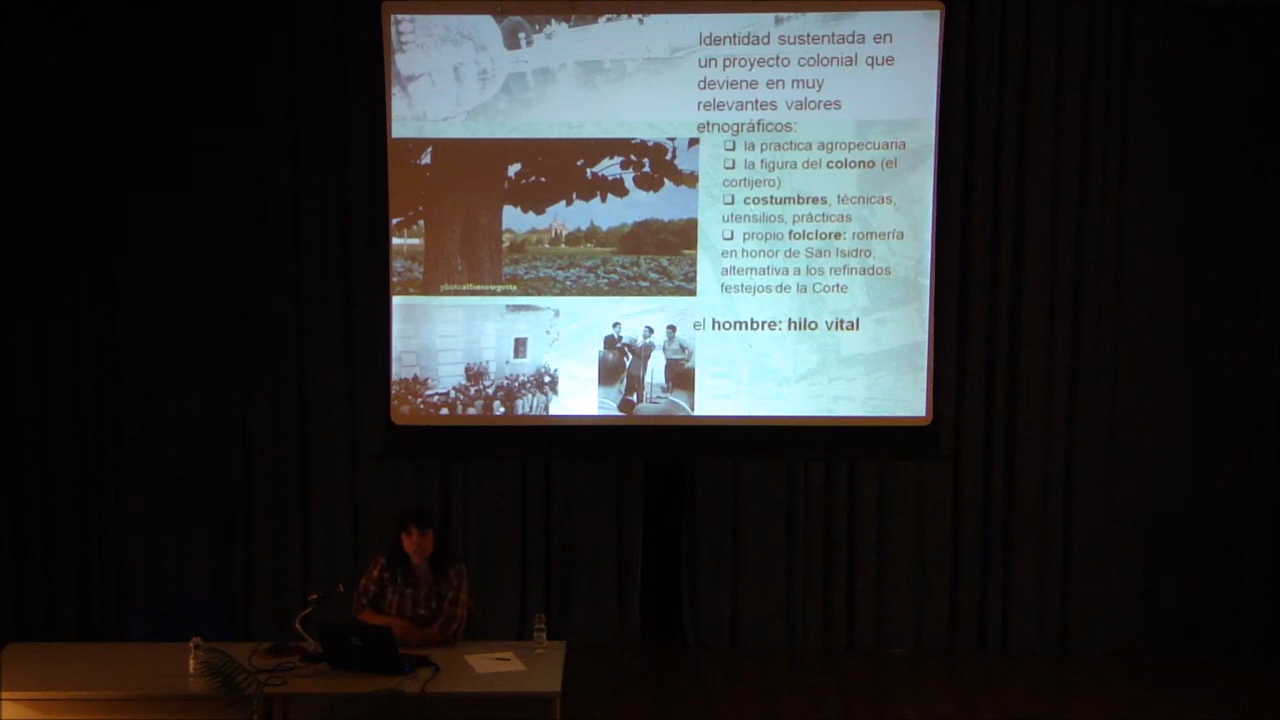 Identidad sustentada en
un proyecto colonial que
deviene en muy
relevantes valores
etnográficos:
❑ la practica agropecuaria
❑ la figura del colono (el
cortijero)
❑ costumbres, técnicas,
utensilios, prácticas
❑ propio folclore: romería
en honor de San Isidro,
alternativa a los refinados
festejos de la Corte
photoalfonsosegovia
el hombre: hilo vital